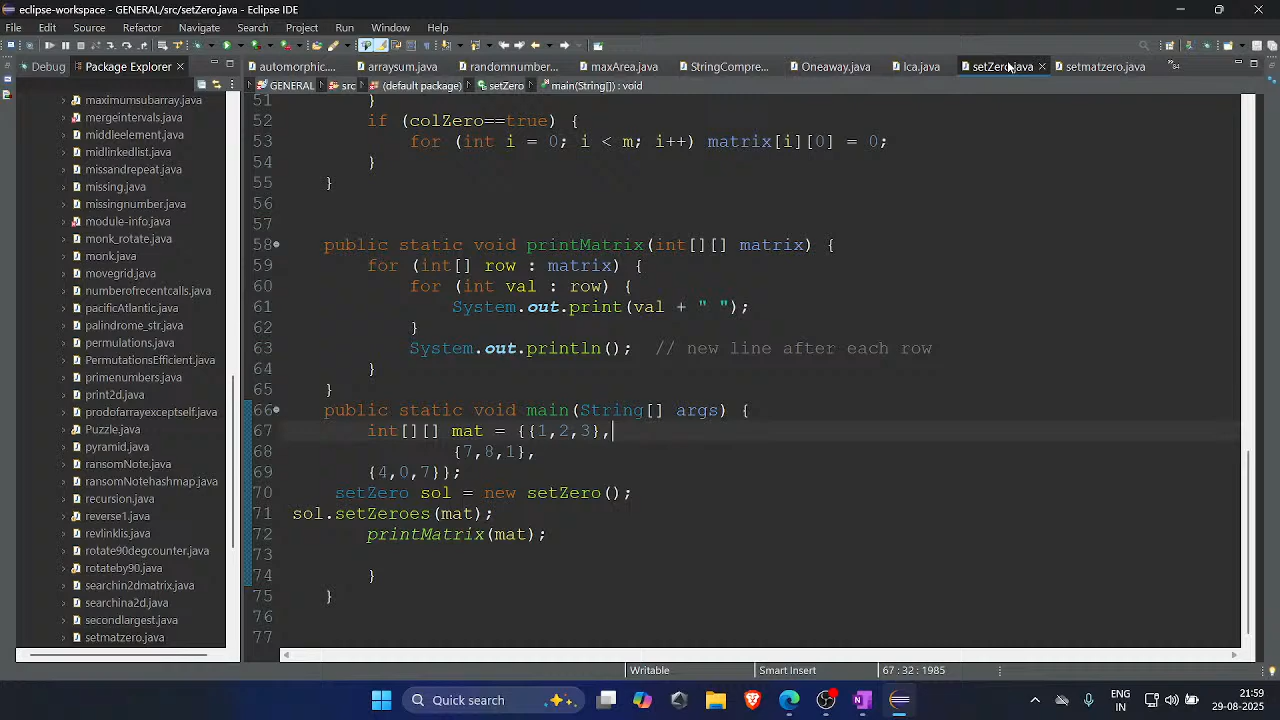 eclipse-workspace - GENERAL/src/setZero.java - Eclipse IDE
File Edit Source Refactor Navigate Search Project Run Window Help
Debug Package Explorer
automorphic... arraysum.java randomnumber... maxArea.java StringCompre... Oneaway.java lca.java setZero.java setmatzero.java
GENERAL src (default package) setZero main(String[]) : void
maximumsubarray.java
mergeintervals.java
middleelement.java
midlinkedlist.java
missandrepeat.java
missing.java
missingnumber.java
module-info.java
monk_rotate.java
monk.java
movegrid.java
numberofrecentcalls.java
pacificAtlantic.java
palindrome_str.java
permulations.java
PermutationsEfficient.java
primenumbers.java
print2d.java
prodofarrayexceptself.java
Puzzle.java
pyramid.java
ransomNote.java
ransomNotehashmap.java
recursion.java
reverse1.java
revlinklis.java
rotate90degcounter.java
rotateby90.java
searchin2dmatrix.java
searchina2d.java
secondlargest.java
setmatzero.java
51 }
52 if (colZero==true) {
53 for (int i = 0; i < m; i++) matrix[i][0] = 0;
54 }
55 }
56
57
58 public static void printMatrix(int[][] matrix) {
59 for (int[] row : matrix) {
60 for (int val : row) {
61 System.out.print(val + " ");
62 }
63 System.out.println(); // new line after each row
64 }
65 }
66 public static void main(String[] args) {
67 int[][] mat = {{1,2,3},
68 {7,8,1},
69 {4,0,7}};
70 setZero sol = new setZero();
71 sol.setZeroes(mat);
72 printMatrix(mat);
73
74 }
75 }
76
77
Writable Smart Insert 67 : 32 : 1985
Quick search
ENG
IN
21:59
29-08-2025